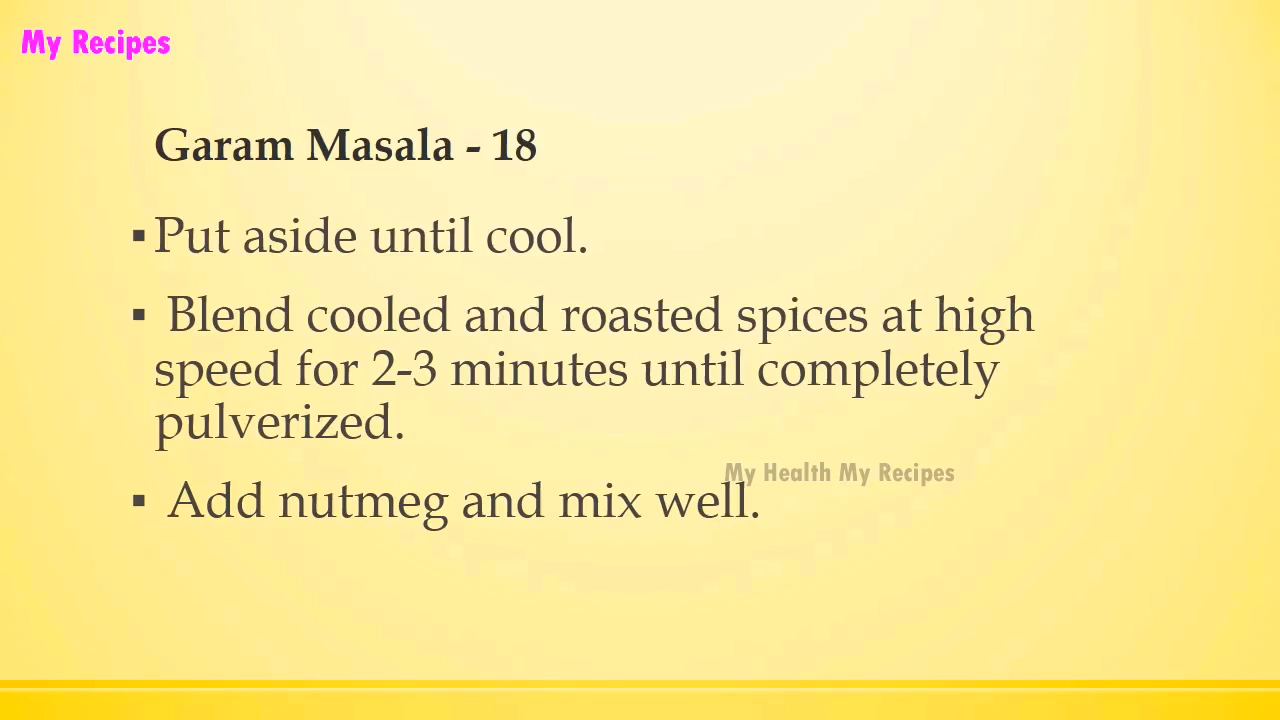 My Recipes
Garam Masala - 18
▪ Put aside until cool.
▪ Blend cooled and roasted spices at high
speed for 2-3 minutes until completely
pulverized.
My Health My Recipes
▪ Add nutmeg and mix well.